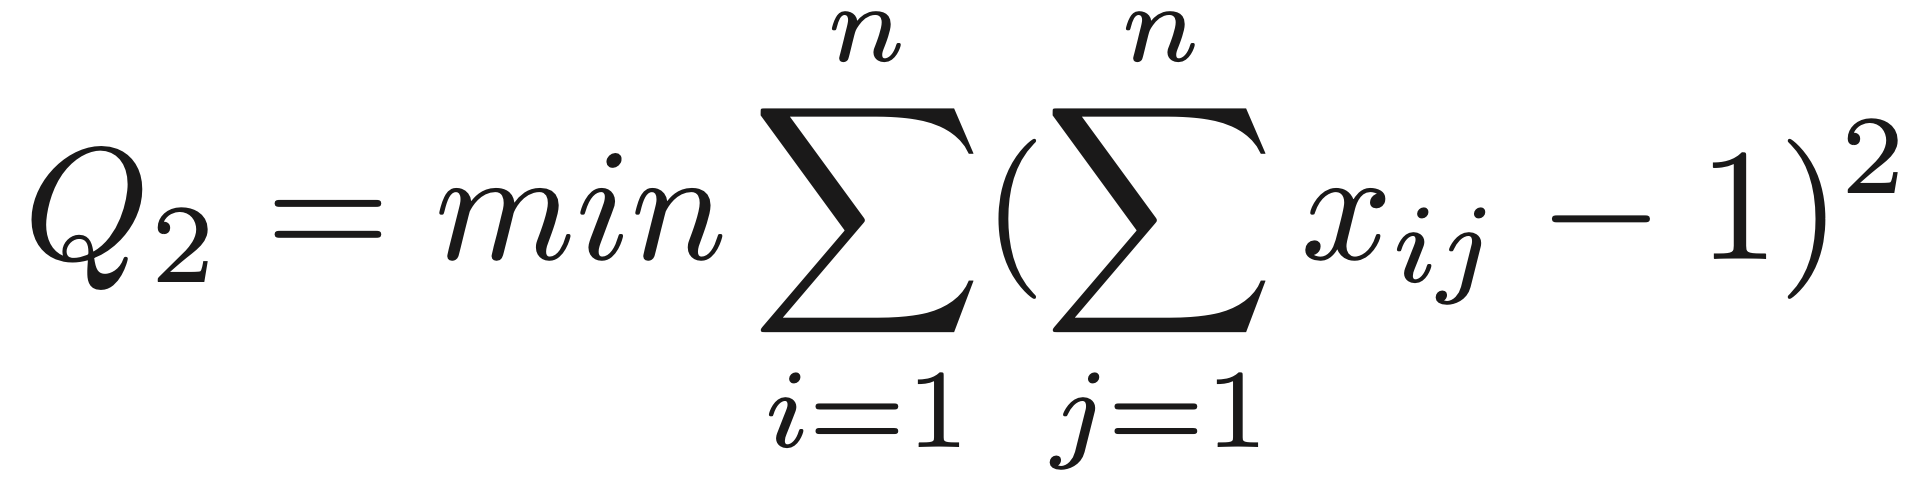 Q_2 = min \sum_{i=1}^{n} ( \sum_{j=1}^{n} x_{ij} - 1)^2